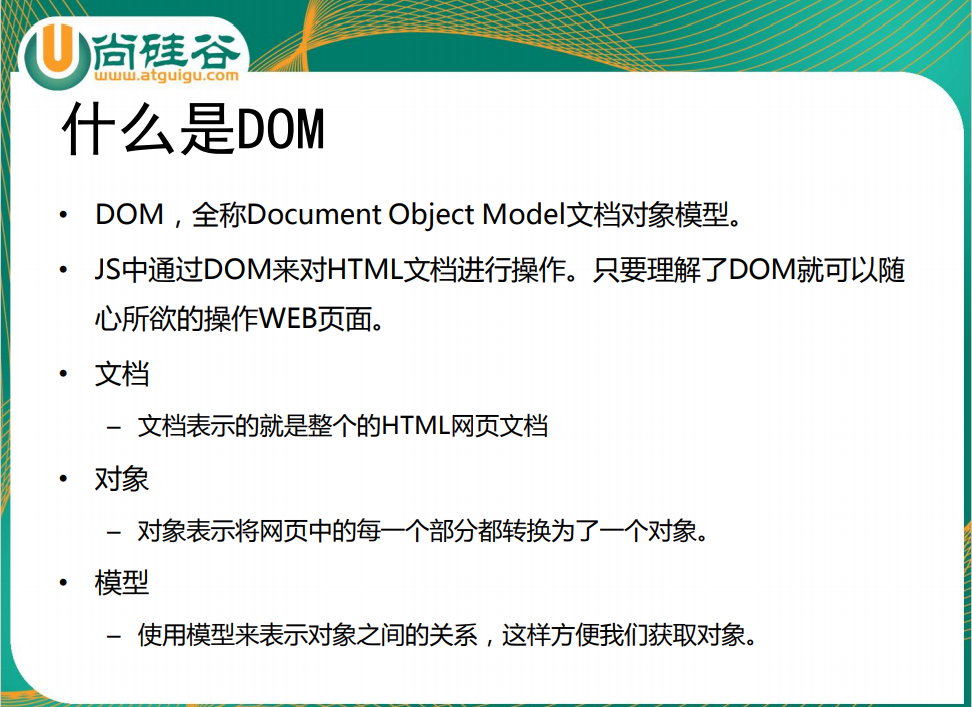 尚硅谷
www.atguigu.com
什么是DOM
• DOM，全称Document Object Model文档对象模型。
• JS中通过DOM来对HTML文档进行操作。只要理解了DOM就可以随
心所欲的操作WEB页面。
• 文档
– 文档表示的就是整个的HTML网页文档
• 对象
– 对象表示将网页中的每一个部分都转换为了一个对象。
• 模型
– 使用模型来表示对象之间的关系，这样方便我们获取对象。